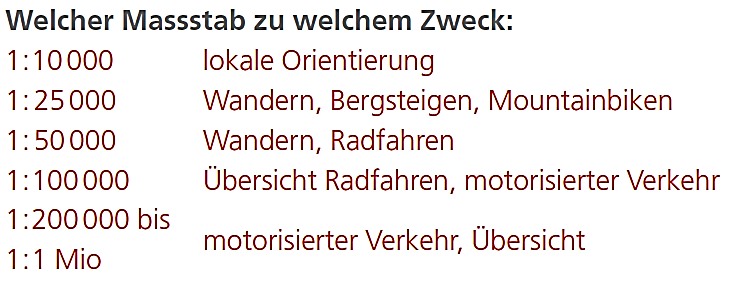 Welcher Massstab zu welchem Zweck:
1:10 000 lokale Orientierung
1:25 000 Wandern, Bergsteigen, Mountainbiken
1:50 000 Wandern, Radfahren
1:100 000 Übersicht Radfahren, motorisierter Verkehr
1:200 000 bis
1:1 Mio
motorisierter Verkehr, Übersicht